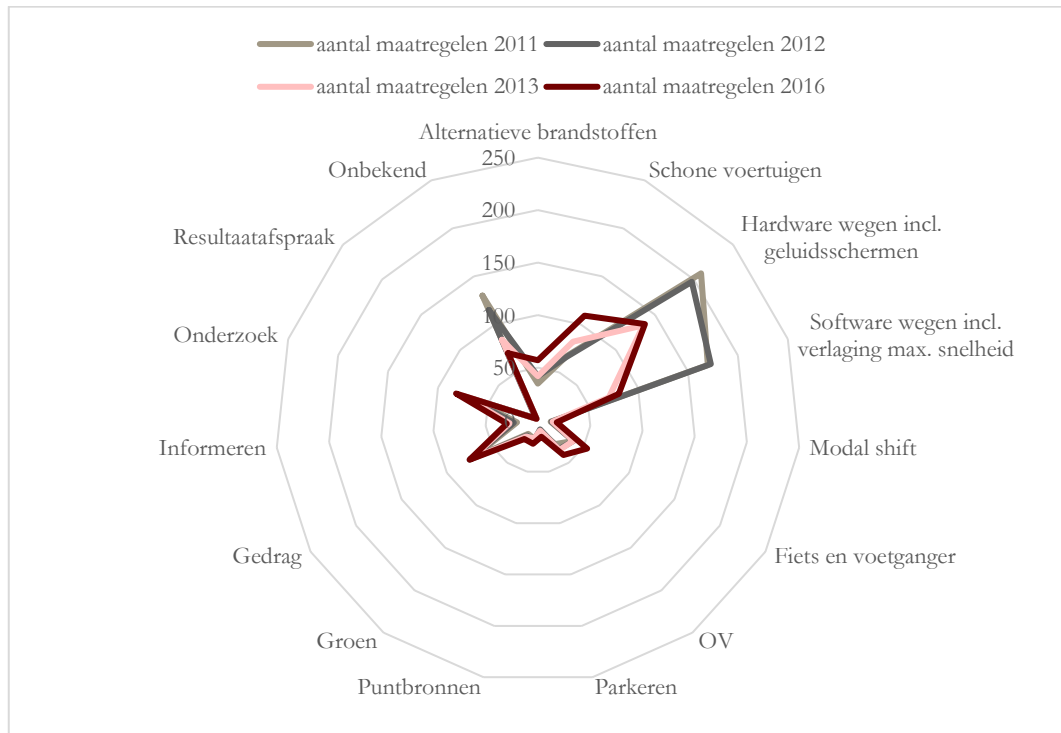 aantal maatregelen 2011 aantal maatregelen 2012
aantal maatregelen 2013 aantal maatregelen 2016
Alternatieve brandstoffen
250
Onbekend
Schone voertuigen
200
Resultaatafspraak
Hardware wegen incl.
geluidsschermen
150
100
Onderzoek
Software wegen incl.
verlaging max. snelheid
50
Informeren
Modal shift
Gedrag
Fiets en voetganger
Groen
OV
Puntbronnen
Parkeren